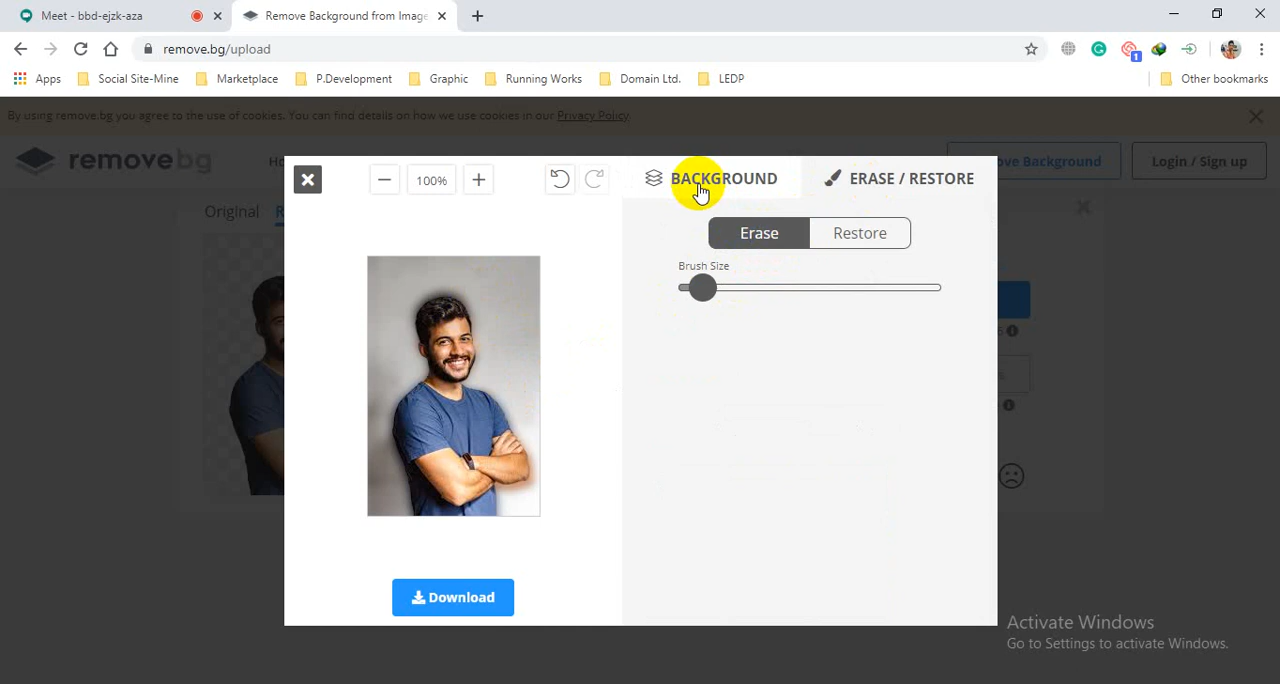 Meet - bbd-ejzk-aza
Remove Background from Image
remove.bg/upload
1
Apps
Social Site-Mine
Marketplace
P.Development
Graphic
Running Works
Domain Ltd.
LEDP
Other bookmarks
By using remove.bg you agree to the use of cookies. You can find details on how we use cookies in our Privacy Policy.
removebg
Background
Login / Sign up
Original
100%
BACKGROUND
ERASE / RESTORE
Erase
Restore
Brush Size
Download
Activate Windows
Go to Settings to activate Windows.